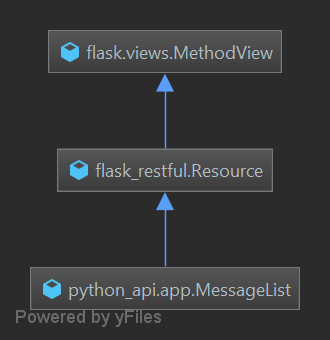 flask.views.MethodView
flask_restful.Resource
python_api.app.MessageList
Powered by yFiles